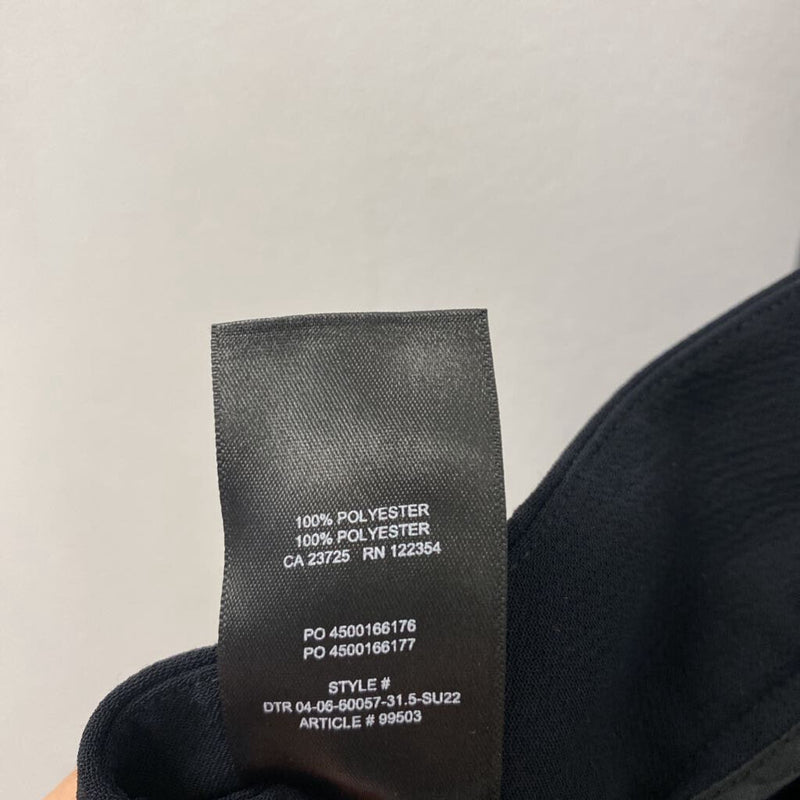 100% POLYESTER
100% POLYESTER
CA 23725 RN 122354
PO 4500166176
PO 4500166177
STYLE #
DTR 04-06-60057-31.5-SU22
ARTICLE # 99503